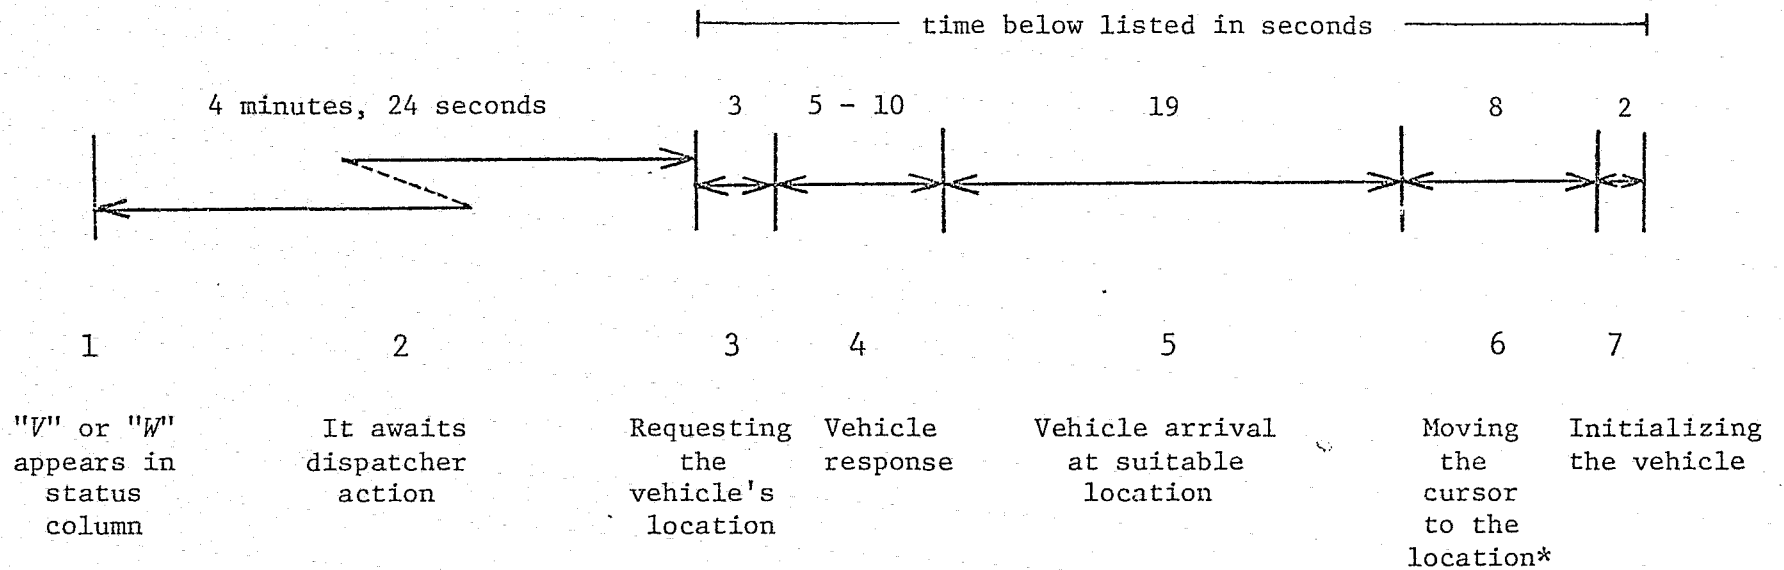 time below listed in seconds
4 minutes, 24 seconds 3 5 - 10 19 8 2
1 2 3 4 5 6 7
"V" or "W"
appears in
status
column
It awaits
dispatcher
action
Requesting
the
vehicle's
location
Vehicle
response
Vehicle arrival
at suitable
location
Moving
the
cursor
to the
location*
Initializing
the vehicle